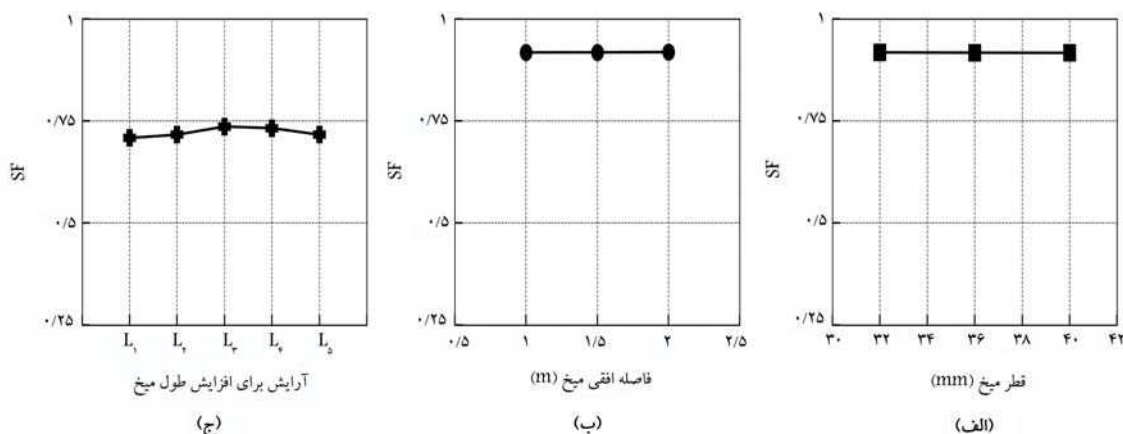 ۱
۰/۷۵
SF
۰/۵
۰/۲۵
L۱ L۲ L۳ L۴ L۵
آرایش برای افزایش طول میخ
(ج)
۱
۰/۷۵
SF
۰/۵
۰/۲۵
۰/۵ ۱ ۱/۵ ۲ ۲/۵
فاصله افقی میخ (m)
(ب)
۱
۰/۷۵
SF
۰/۵
۰/۲۵
۳۰ ۳۲ ۳۴ ۳۶ ۳۸ ۴۰ ۴۲
قطر میخ (mm)
(الف)